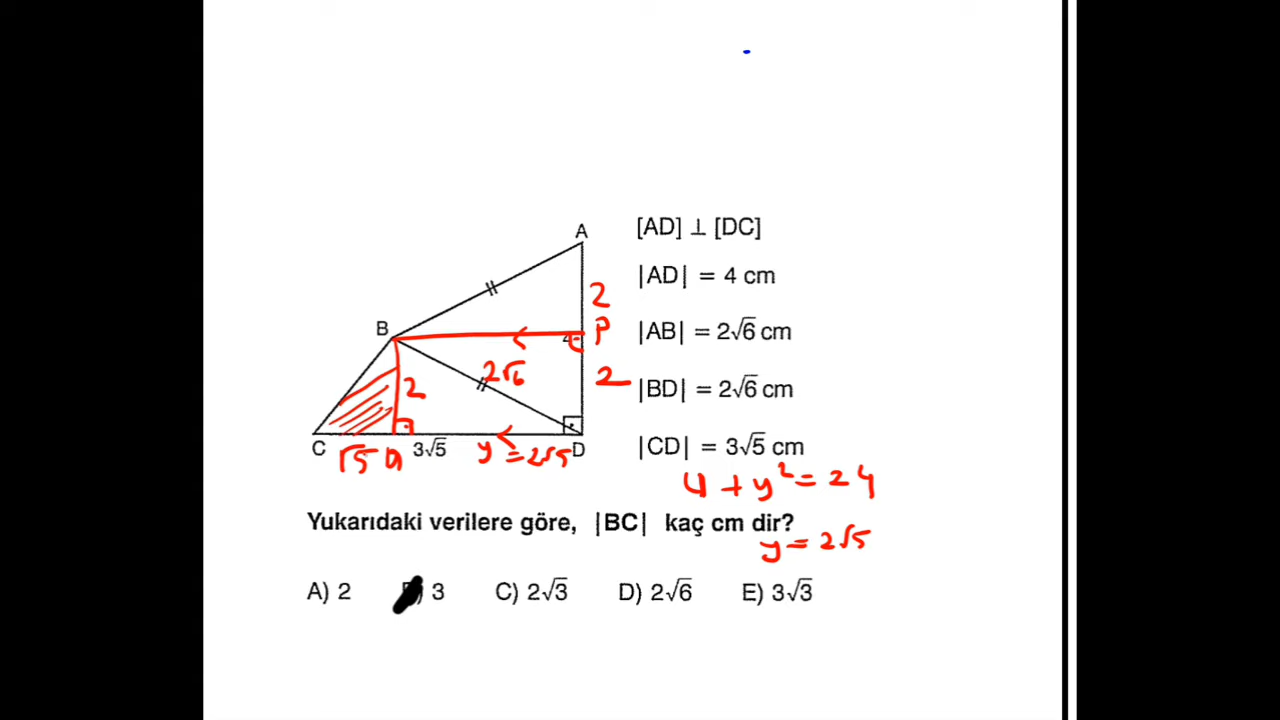 A
[AD] ⊥ [DC]
2
|AD| = 4 cm
B
P
|AB| = 2√6 cm
2
2√6
2
|BD| = 2√6 cm
C
3√5
D
|CD| = 3√5 cm
√5
y = 2√5
4 + y² = 24
Yukarıdaki verilere göre, |BC| kaç cm dir?
y = 2√5
A) 2 ) 3 C) 2√3 D) 2√6 E) 3√3